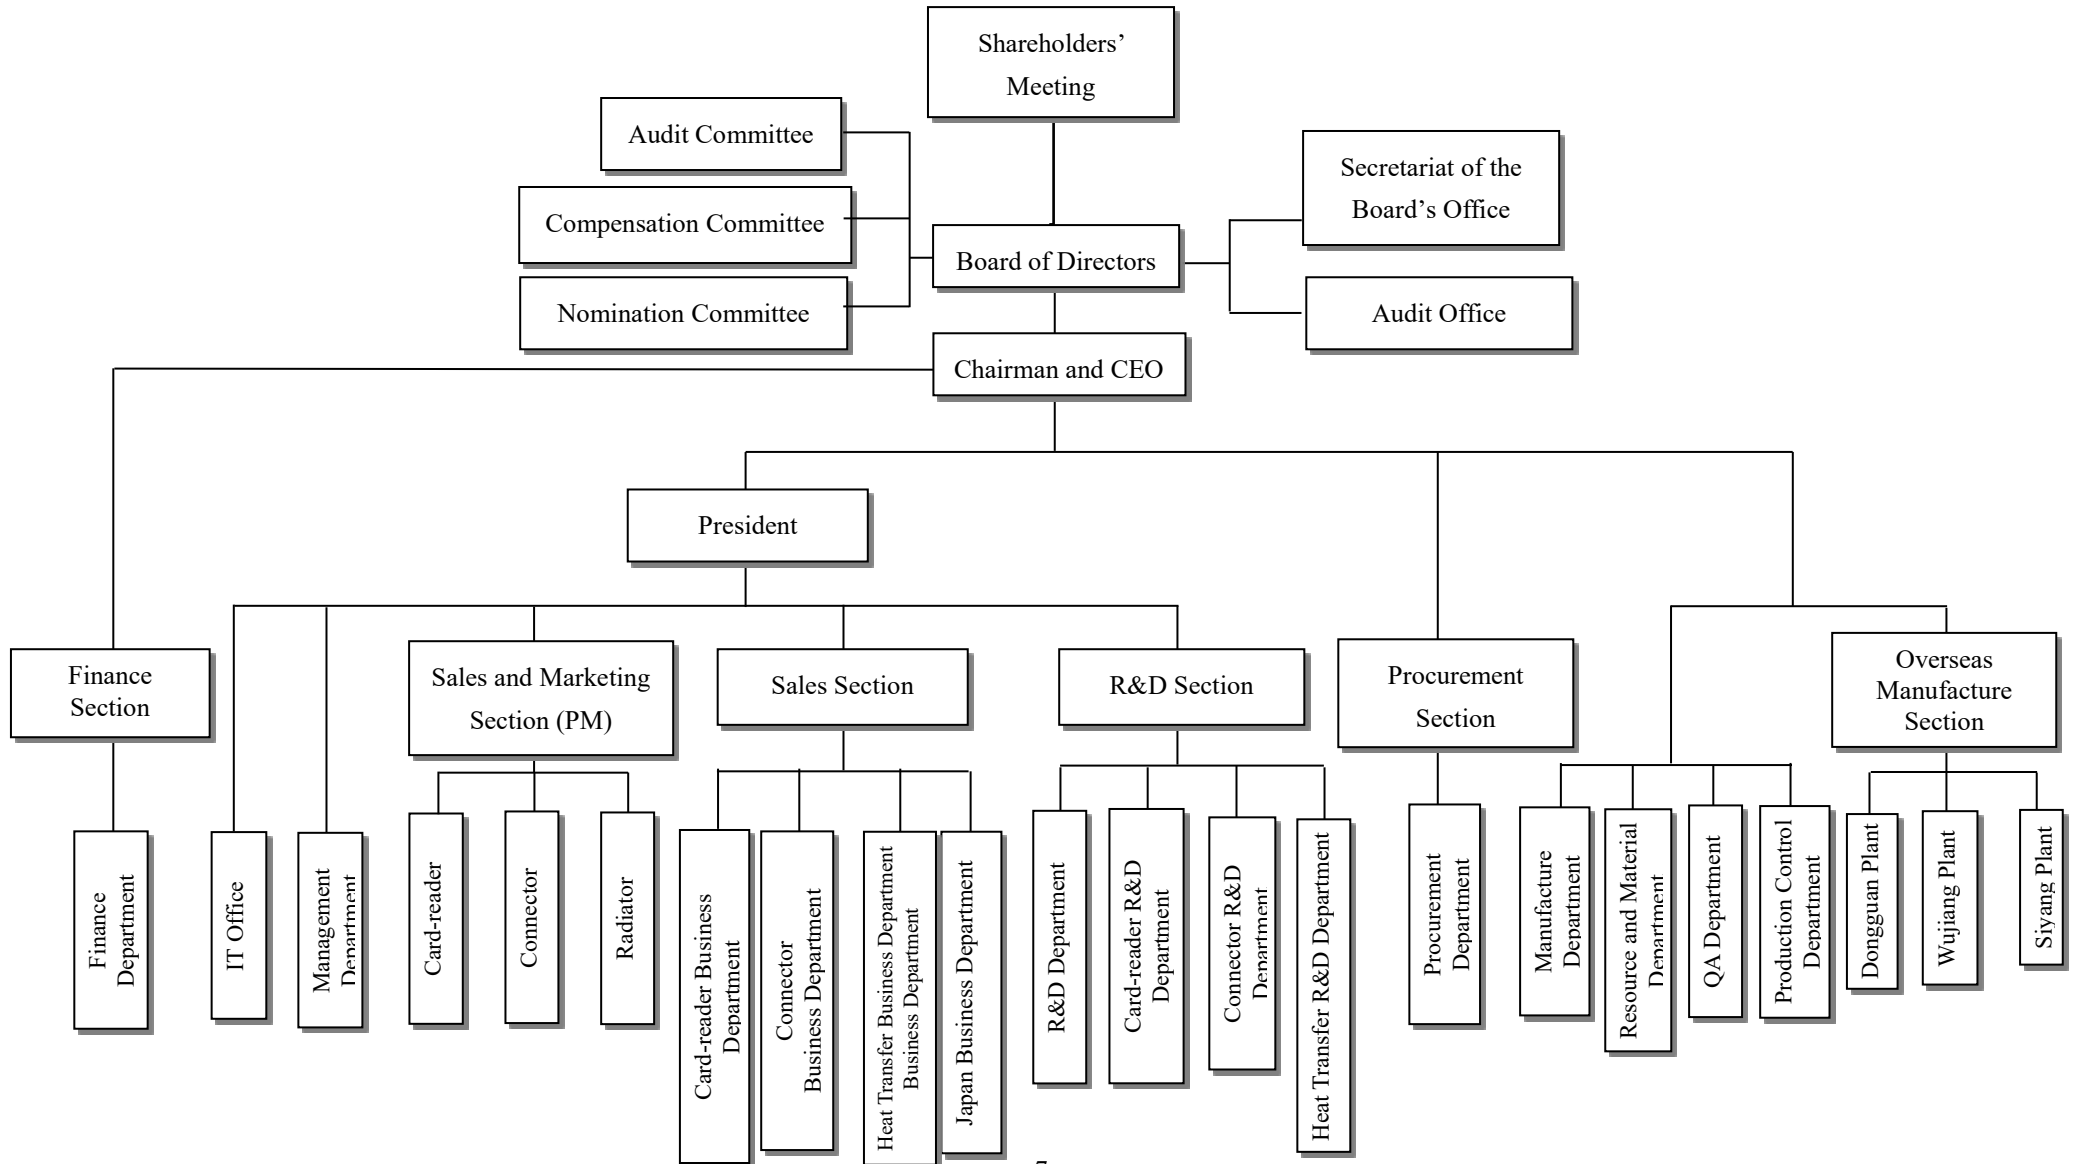 Shareholders’
Meeting
Audit Committee
Secretariat of the
Board’s Office
Compensation Committee
Board of Directors
Nomination Committee
Audit Office
Chairman and CEO
President
Finance
Section
Sales and Marketing
Section (PM)
Sales Section
R&D Section
Procurement
Section
Overseas
Manufacture
Section
Finance
Department
IT Office
Management
Department
Card-reader
Connector
Radiator
Card-reader Business
Department
Connector
Business Department
Heat Transfer Business Department
Business Department
Japan Business Department
R&D Department
Card-reader R&D
Department
Connector R&D
Department
Heat Transfer R&D Department
Procurement
Department
Manufacture
Department
Resource and Material
Department
QA Department
Production Control
Department
Dongguan Plant
Wujiang Plant
Siyang Plant